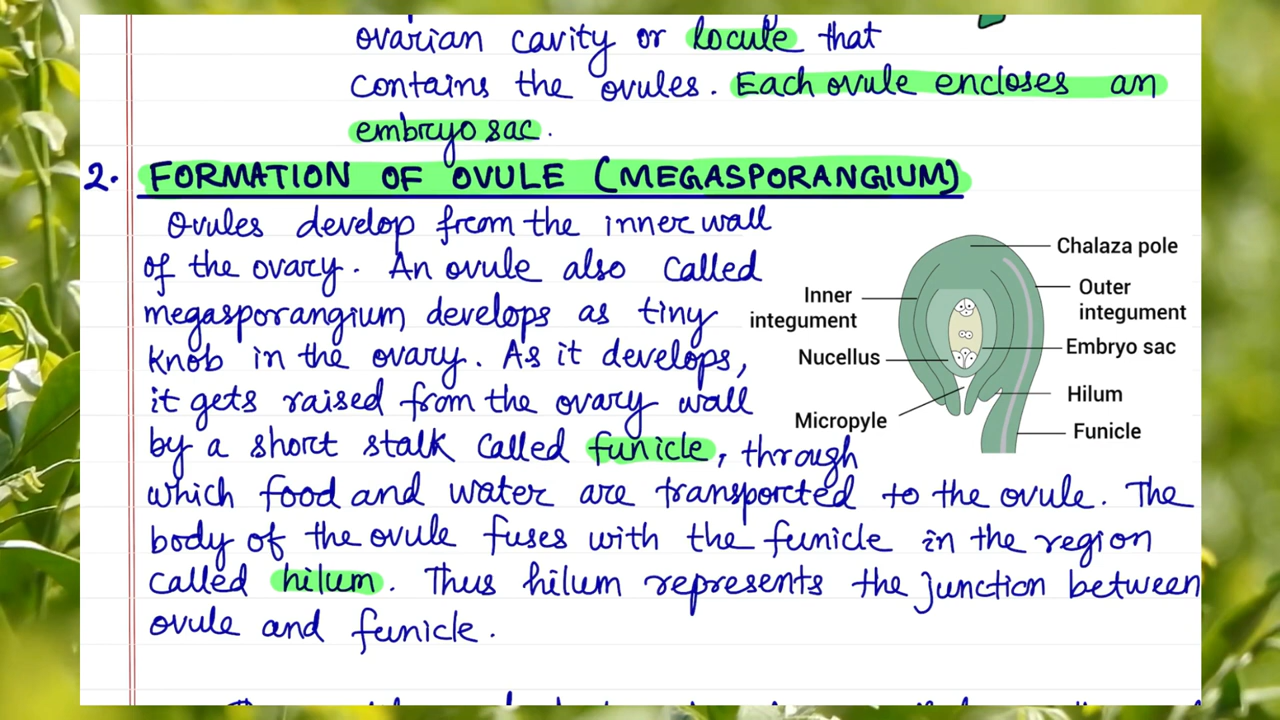 ovarian cavity or locule that
contains the ovules. Each ovule encloses an
embryo sac.
2. FORMATION OF OVULE (MEGASPORANGIUM)
Ovules develop from the inner wall
of the ovary. An ovule also called
megasporangium develops as tiny
knob in the ovary. As it develops,
it gets raised from the ovary wall
by a short stalk called funicle, through
which food and water are transported to the ovule. The
body of the ovule fuses with the funicle in the region
called hilum. Thus hilum represents the junction between
ovule and funicle.
Chalaza pole
Inner
integument
Outer
integument
Nucellus
Embryo sac
Micropyle
Hilum
Funicle